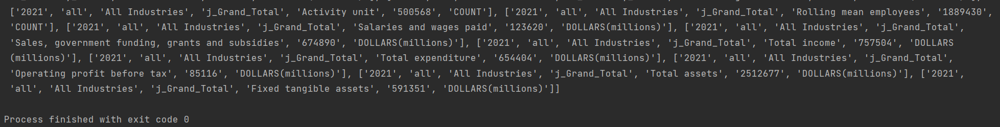 ['2021', 'all', 'All Industries', 'j_Grand_Total', 'Activity unit', '500568', 'COUNT'], ['2021', 'all', 'All Industries', 'j_Grand_Total', 'Rolling mean employees', '1889430',
'COUNT'], ['2021', 'all', 'All Industries', 'j_Grand_Total', 'Salaries and wages paid', '123620', 'DOLLARS(millions)'], ['2021', 'all', 'All Industries', 'j_Grand_Total',
'Sales, government funding, grants and subsidies', '674890', 'DOLLARS(millions)'], ['2021', 'all', 'All Industries', 'j_Grand_Total', 'Total income', '757504', 'DOLLARS
(millions)'], ['2021', 'all', 'All Industries', 'j_Grand_Total', 'Total expenditure', '654404', 'DOLLARS(millions)'], ['2021', 'all', 'All Industries', 'j_Grand_Total',
'Operating profit before tax', '85116', 'DOLLARS(millions)'], ['2021', 'all', 'All Industries', 'j_Grand_Total', 'Total assets', '2512677', 'DOLLARS(millions)'], ['2021',
'all', 'All Industries', 'j_Grand_Total', 'Fixed tangible assets', '591351', 'DOLLARS(millions)']]
Process finished with exit code 0